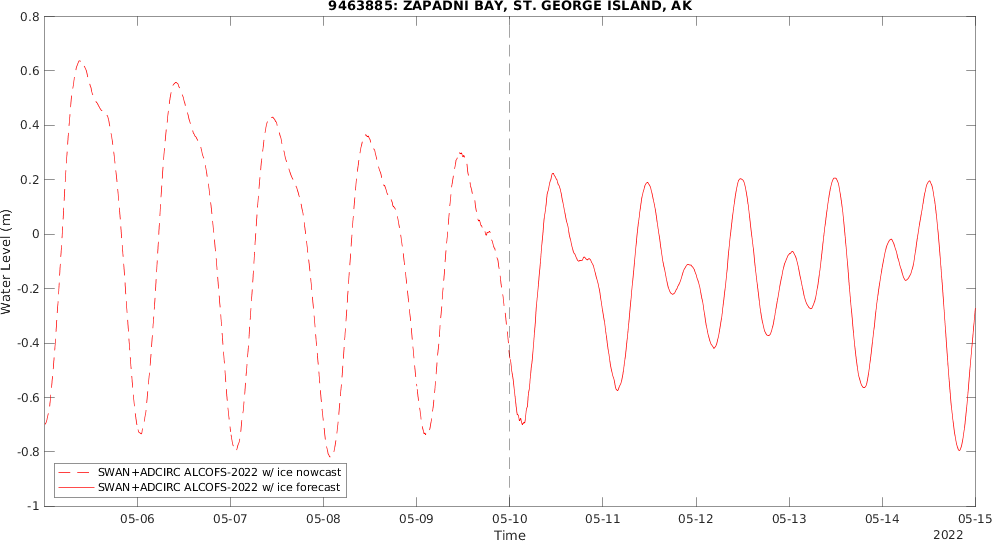 9463885: ZAPADNI BAY, ST. GEORGE ISLAND, AK
Water Level (m)
0.8
0.6
0.4
0.2
0
-0.2
-0.4
-0.6
-0.8
-1
SWAN+ADCIRC ALCOFS-2022 w/ ice nowcast
SWAN+ADCIRC ALCOFS-2022 w/ ice forecast
05-06 05-07 05-08 05-09 05-10 05-11 05-12 05-13 05-14 05-15
Time
2022